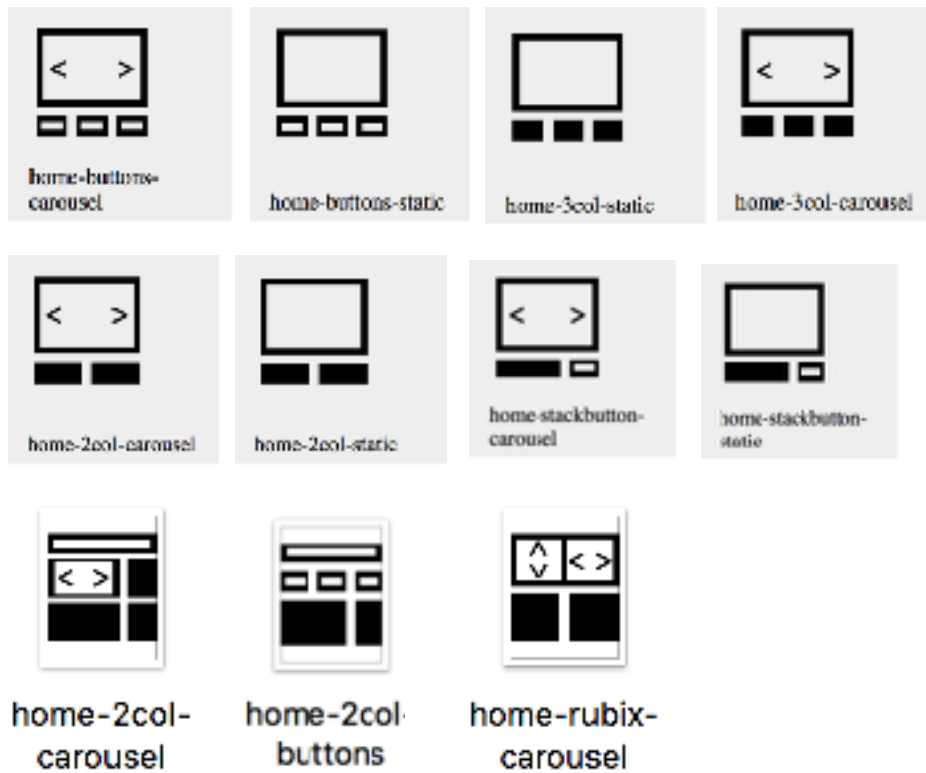 < >
< >
home-buttons-
carousel
home-buttons-static
home-3col-static
home-3col-carousel
< >
< >
home-2col-carousel
home-2col-static
home-stackbutton-
carousel
home-stackbutton-
static
< >
^
v
< >
home-2col-
carousel
home-2col-
buttons
home-rubix-
carousel